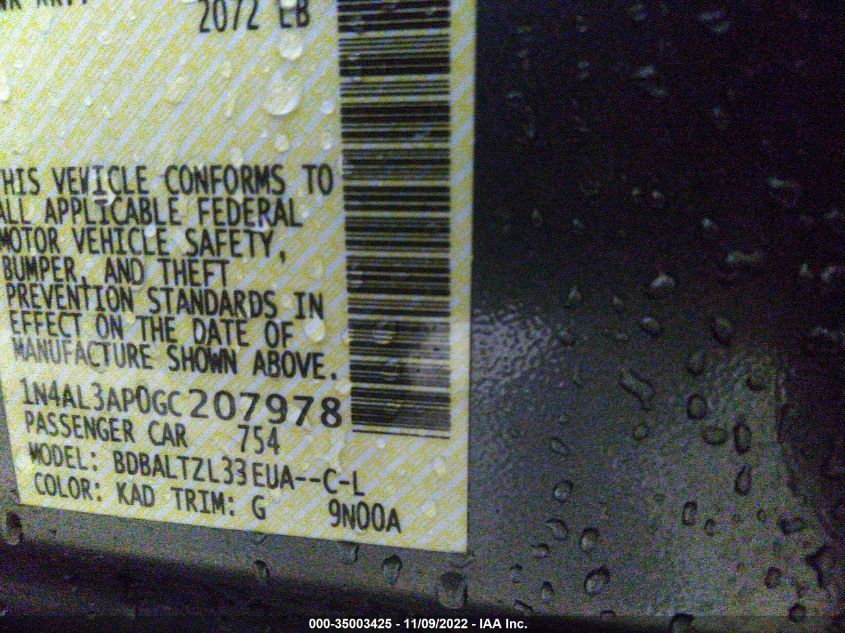 2072 EB
THIS VEHICLE CONFORMS TO
ALL APPLICABLE FEDERAL
MOTOR VEHICLE SAFETY,
BUMPER, AND THEFT
PREVENTION STANDARDS IN
EFFECT ON THE DATE OF
MANUFACTURE SHOWN ABOVE.
1N4AL3AP0GC207978
PASSENGER CAR 754
MODEL: BDBALTZL33EUA--C-L
COLOR: KAD TRIM: G 9N00A
000-35003425 - 11/09/2022 - IAA Inc.